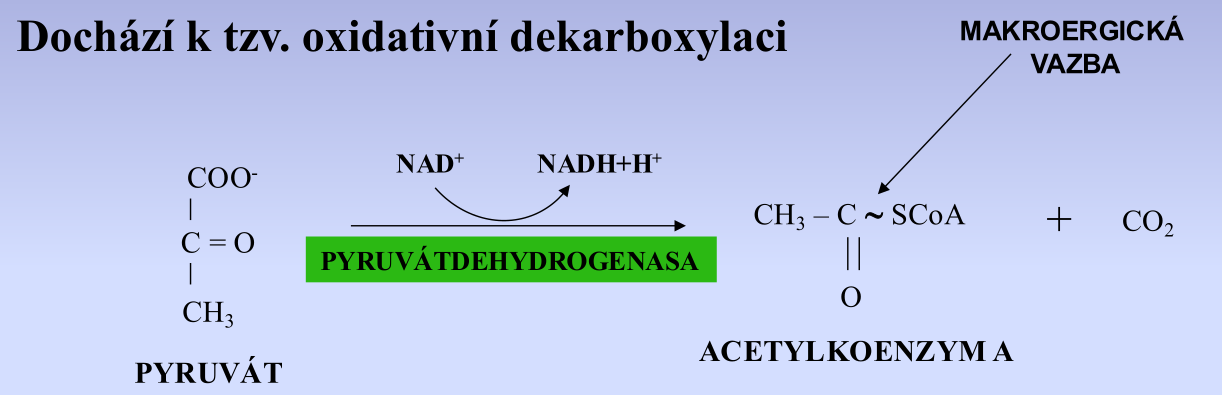 Dochází k tzv. oxidativní dekarboxylaci
MAKROERGICKÁ
VAZBA
NAD⁺ NADH+H⁺
COO⁻
|
C = O
|
CH₃
PYRUVÁT
PYRUVÁTDEHYDROGENASA
CH₃ – C ~ SCoA + CO₂
||
O
ACETYLKOENZYM A